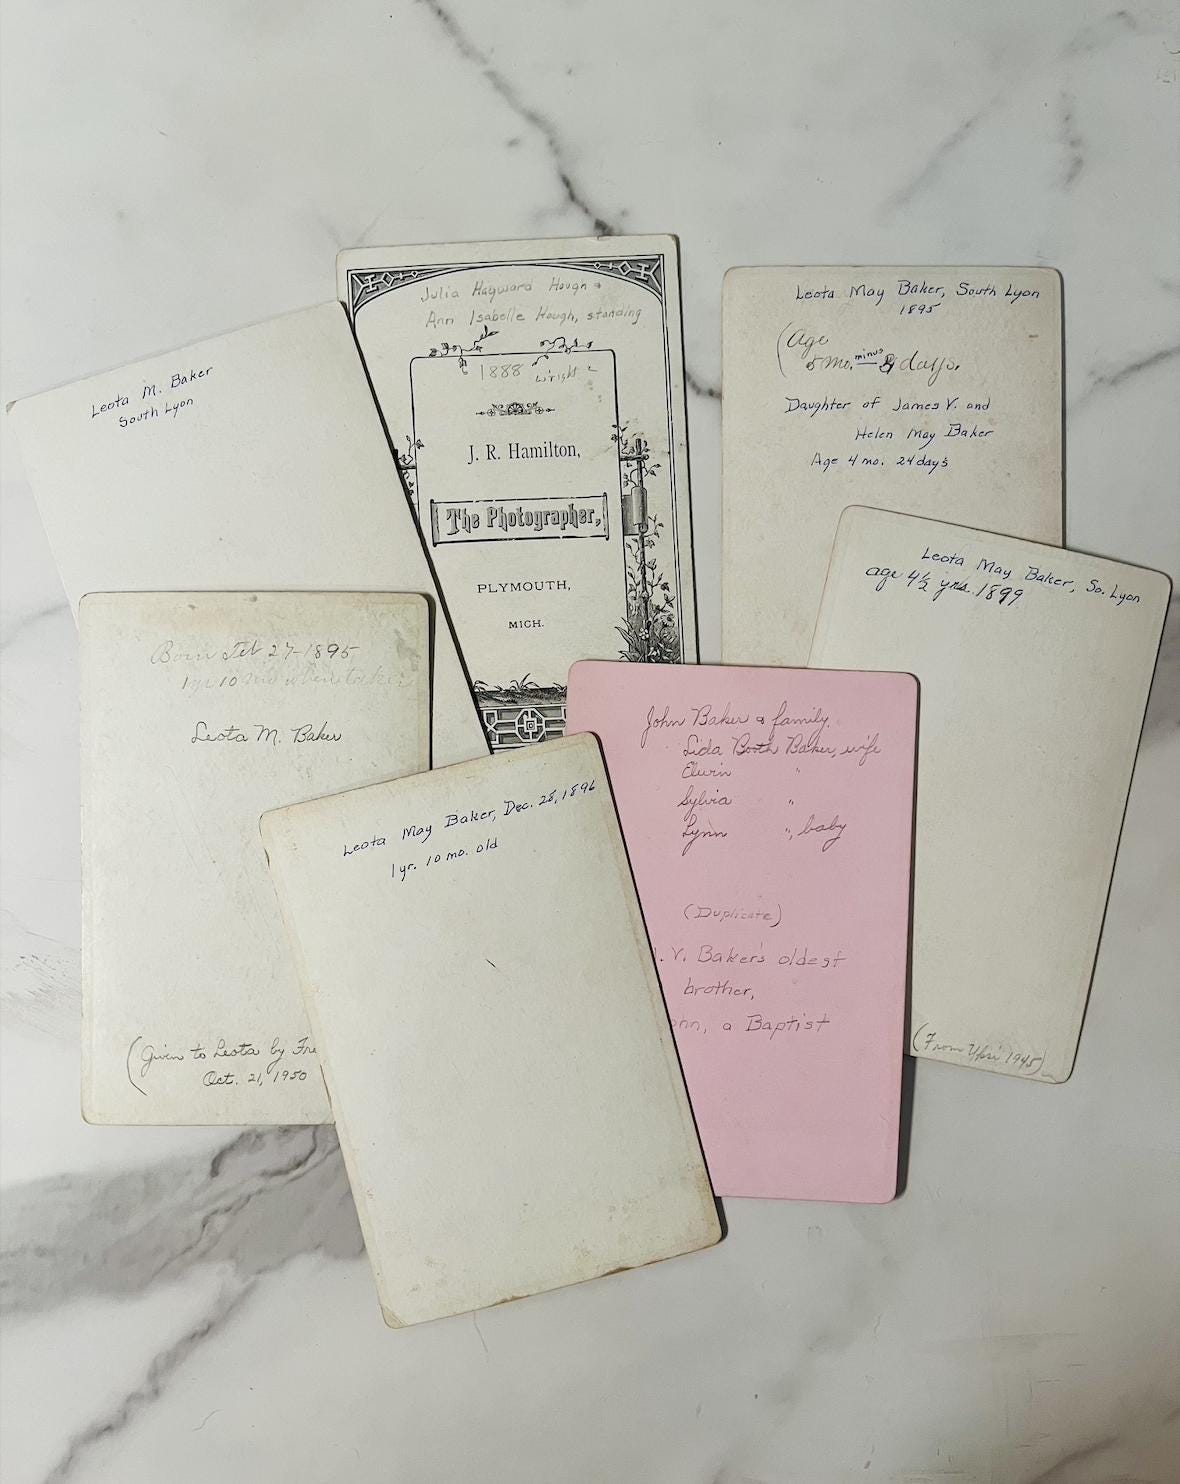 Leota M. Baker
South Lyon
Julia Hayward Hough &
Ann Isabelle Hough, standing
1888 Wright
J. R. Hamilton,
The Photographer,
PLYMOUTH,
MICH.
Leota May Baker, South Lyon
1895
(Age
5 mo. minus 3 days.
Daughter of James V. and
Helen May Baker
Age 4 mo. 24 days
Leota May Baker, So. Lyon
age 4½ yrs. 1899
(From Ypsi 1945)
Born Feb 27-1895
1 yr 10 mo when taken
Leota M. Baker
(Given to Leota by
Oct. 21, 1950
Leota May Baker, Dec. 28, 1896
1 yr. 10 mo. old
John Baker & family.
Lida Booth Baker, wife
Elwin "
Sylvia "
Lynn ", baby
(Duplicate)
V. Baker's oldest
brother,
a Baptist